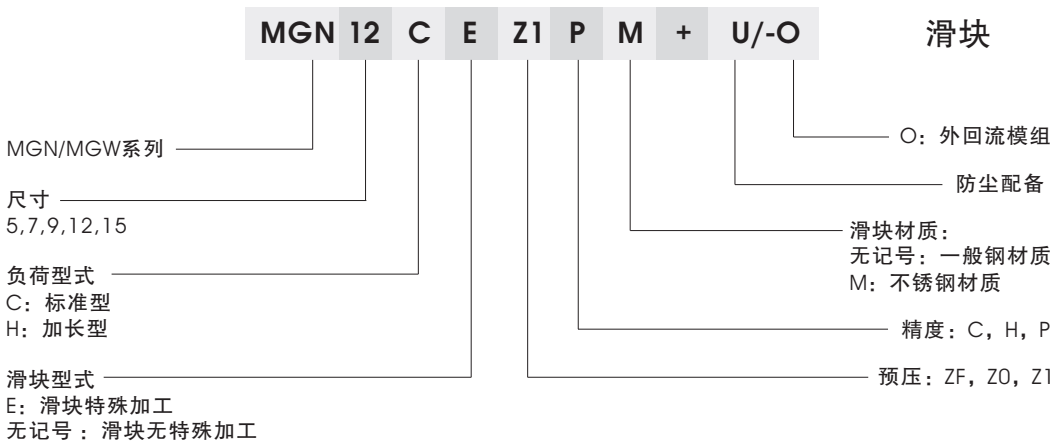 MGN 12 C E Z1 P M + U/-O 滑块
MGN/MGW系列
尺寸
5,7,9,12,15
负荷型式
C：标准型
H：加长型
滑块型式
E：滑块特殊加工
无记号：滑块无特殊加工
O：外回流模组
防尘配备
滑块材质：
无记号：一般钢材质
M：不锈钢材质
精度：C，H，P
预压：ZF，Z0，Z1